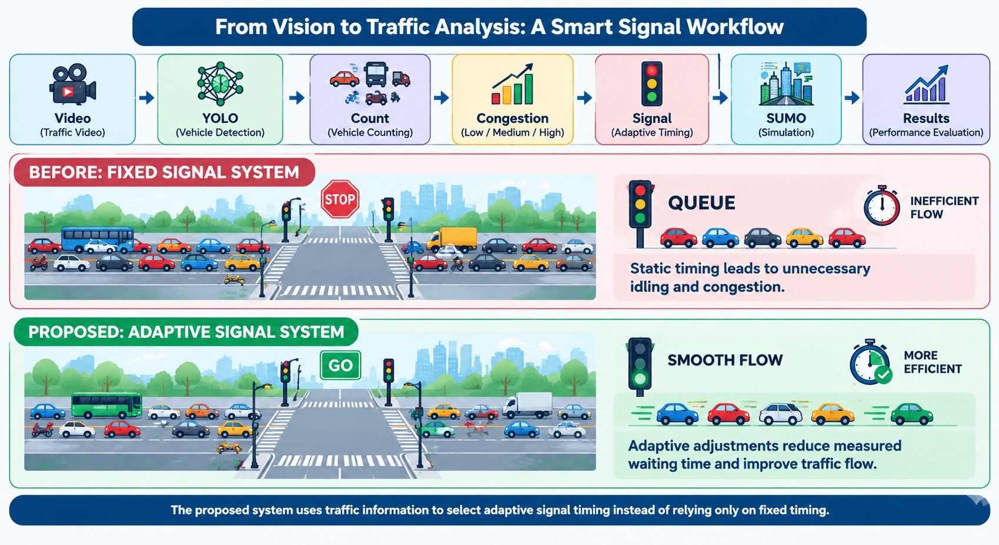 From Vision to Traffic Analysis: A Smart Signal Workflow
Video
(Traffic Video)
YOLO
(Vehicle Detection)
Count
(Vehicle Counting)
Congestion
(Low / Medium / High)
Signal
(Adaptive Timing)
SUMO
(Simulation)
Results
(Performance Evaluation)
BEFORE: FIXED SIGNAL SYSTEM
STOP
QUEUE
INEFFICIENT
FLOW
Static timing leads to unnecessary
idling and congestion.
PROPOSED: ADAPTIVE SIGNAL SYSTEM
GO
SMOOTH FLOW
MORE
EFFICIENT
Adaptive adjustments reduce measured
waiting time and improve traffic flow.
The proposed system uses traffic information to select adaptive signal timing instead of relying only on fixed timing.